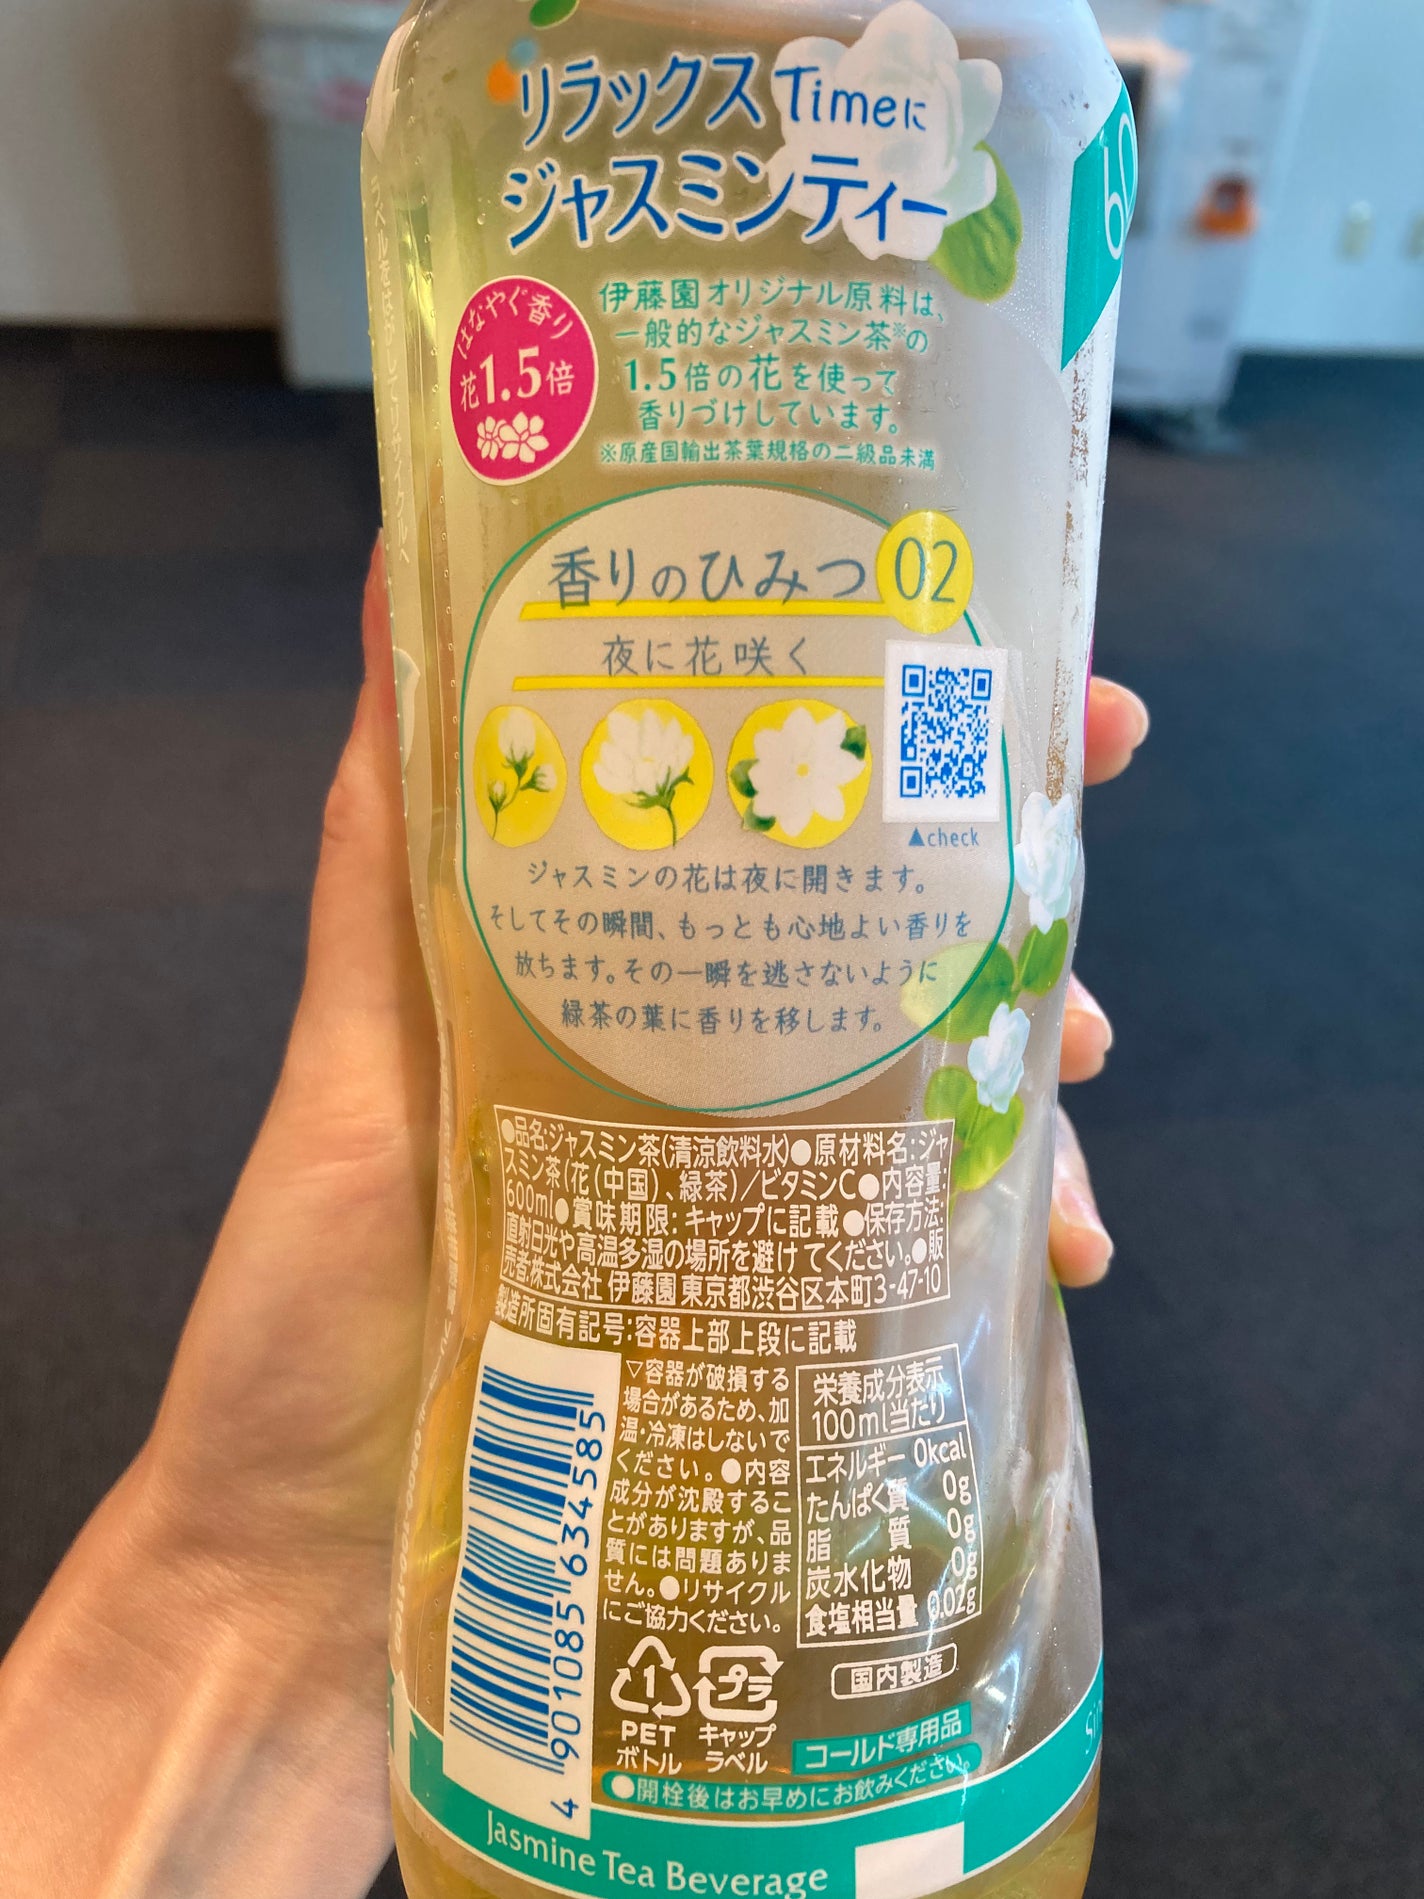 リラックスTimeに
ジャスミンティー
はなやぐ香り
花1.5倍
伊藤園オリジナル原料は、
一般的なジャスミン茶※の
1.5倍の花を使って
香りづけしています。
※原産国輸出茶葉規格の二級品未満
香りのひみつ 02
夜に花咲く
▲check
ジャスミンの花は夜に開きます。
そしてその瞬間、もっとも心地よい香りを
放ちます。その一瞬を逃さないように
緑茶の葉に香りを移します。
●品名:ジャスミン茶(清涼飲料水)●原材料名:ジャ
スミン茶(花(中国)、緑茶)/ビタミンC●内容量:
600ml●賞味期限:キャップに記載●保存方法:
直射日光や高温多湿の場所を避けてください。●販
売者:株式会社 伊藤園 東京都渋谷区本町3-47-10
製造所固有記号:容器上部上段に記載
▽容器が破損する
場合があるため、加
温・冷凍はしないで
ください。●内容
成分が沈殿するこ
とがありますが、品
質には問題ありま
せん。●リサイクル
にご協力ください。
栄養成分表示
100ml当たり
エネルギー 0kcal
たんぱく質 0g
脂質 0g
炭水化物 0g
食塩相当量 0.02g
国内製造
4 901085 634585
1
PET
ボトル
プラ
キャップ
ラベル
コールド専用品
●開栓後はお早めにお飲みください。
Jasmine Tea Beverage